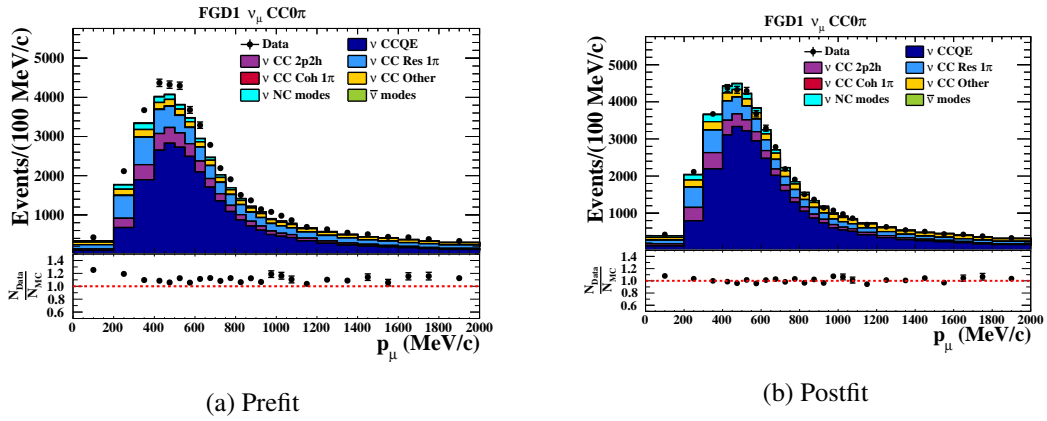 FGD1 ν_μ CC0π
Events/(100 MeV/c)
5000
4000
3000
2000
1000
Data
ν CCQE
ν CC 2p2h
ν CC Res 1π
ν CC Coh 1π
ν CC Other
ν NC modes
ν̅ modes
N_Data
N_MC
1.4
1.2
1.0
0.8
0.6
0 200 400 600 800 1000 1200 1400 1600 1800 2000
p_μ (MeV/c)
(a) Prefit
FGD1 ν_μ CC0π
Events/(100 MeV/c)
5000
4000
3000
2000
1000
Data
ν CCQE
ν CC 2p2h
ν CC Res 1π
ν CC Coh 1π
ν CC Other
ν NC modes
ν̅ modes
N_Data
N_MC
1.4
1.2
1.0
0.8
0.6
0 200 400 600 800 1000 1200 1400 1600 1800 2000
p_μ (MeV/c)
(b) Postfit